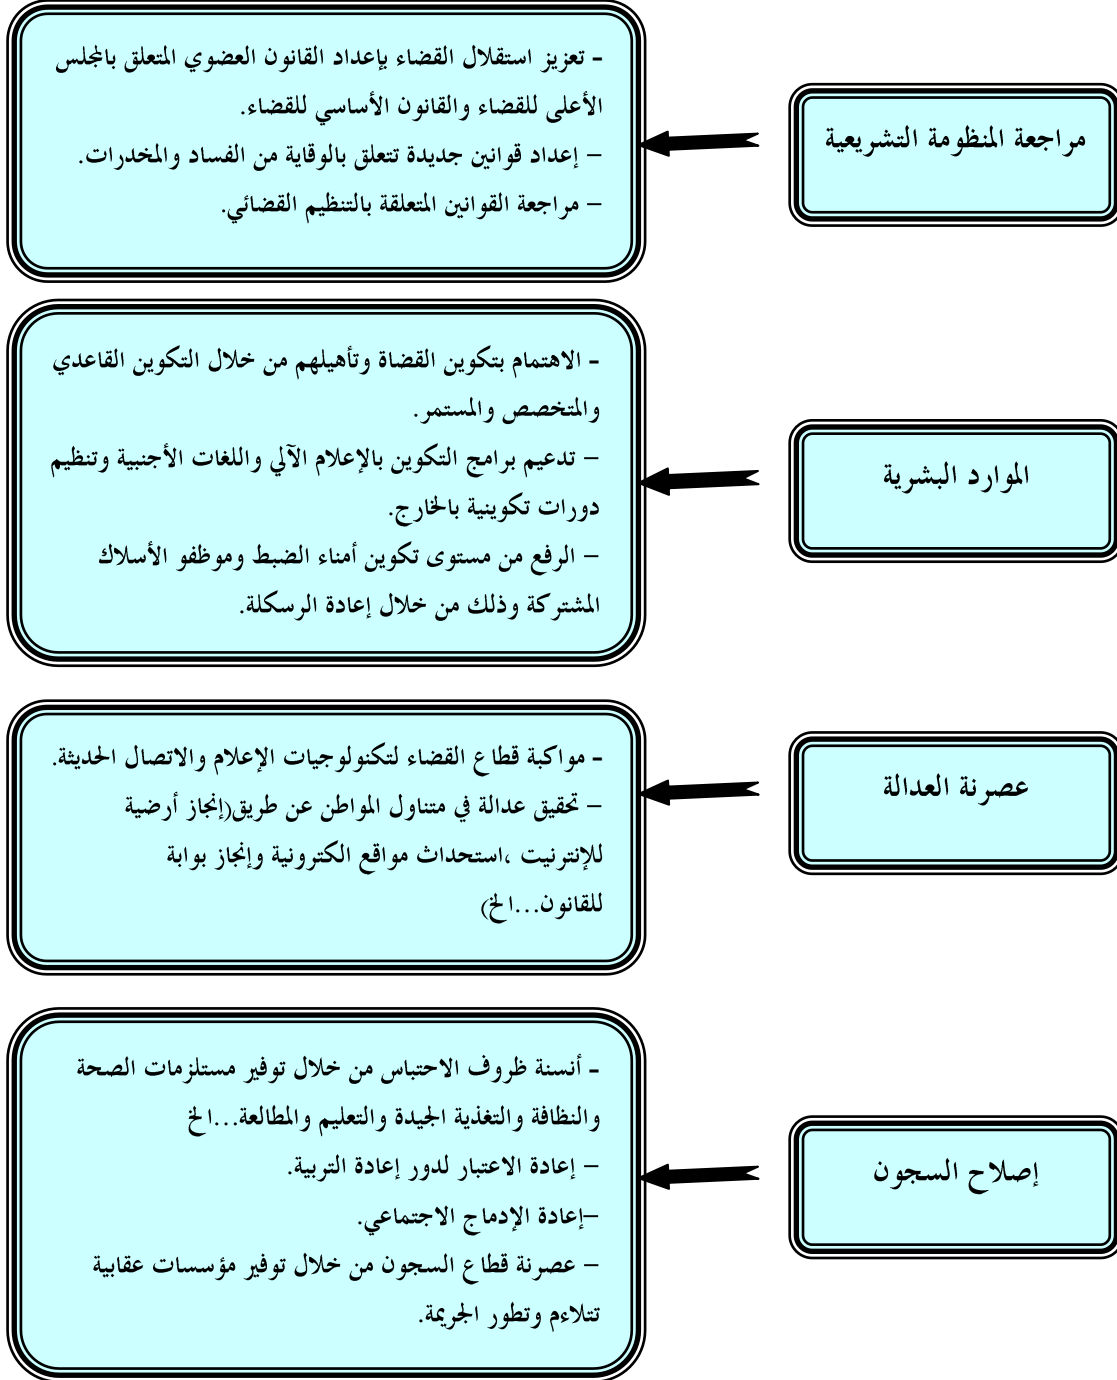 مراجعة المنظومة التشريعية
- تعزيز استقلال القضاء بإعداد القانون العضوي المتعلق بالمجلس
الأعلى للقضاء والقانون الأساسي للقضاء.
– إعداد قوانين جديدة تتعلق بالوقاية من الفساد والمخدرات.
– مراجعة القوانين المتعلقة بالتنظيم القضائي.
الموارد البشرية
- الاهتمام بتكوين القضاة وتأهيلهم من خلال التكوين القاعدي
والمتخصص والمستمر.
– تدعيم برامج التكوين بالإعلام الآلي واللغات الأجنبية وتنظيم
دورات تكوينية بالخارج.
– الرفع من مستوى تكوين أمناء الضبط وموظفو الأسلاك
المشتركة وذلك من خلال إعادة الرسكلة.
عصرنة العدالة
- مواكبة قطاع القضاء لتكنولوجيات الإعلام والاتصال الحديثة.
– تحقيق عدالة في متناول المواطن عن طريق(إنجاز أرضية
للإنترنيت ،استحداث مواقع الكترونية وإنجاز بوابة
للقانون...الخ)
إصلاح السجون
- أنسنة ظروف الاحتباس من خلال توفير مستلزمات الصحة
والنظافة والتغذية الجيدة والتعليم والمطالعة...الخ
– إعادة الاعتبار لدور إعادة التربية.
–إعادة الإدماج الاجتماعي.
– عصرنة قطاع السجون من خلال توفير مؤسسات عقابية
تتلاءم وتطور الجريمة.